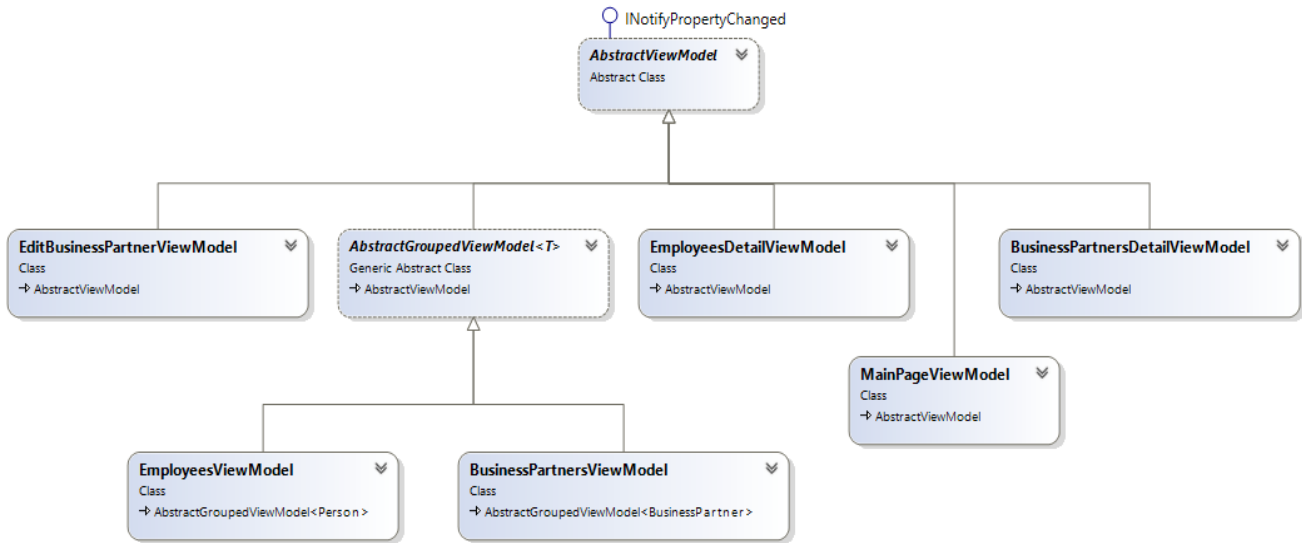 INotifyPropertyChanged
AbstractViewModel
Abstract Class
EditBusinessPartnerViewModel
Class
AbstractViewModel
AbstractGroupedViewModel<T>
Generic Abstract Class
AbstractViewModel
EmployeesDetailViewModel
Class
AbstractViewModel
BusinessPartnersDetailViewModel
Class
AbstractViewModel
MainPageViewModel
Class
AbstractViewModel
EmployeesViewModel
Class
AbstractGroupedViewModel<Person>
BusinessPartnersViewModel
Class
AbstractGroupedViewModel<BusinessPartner>